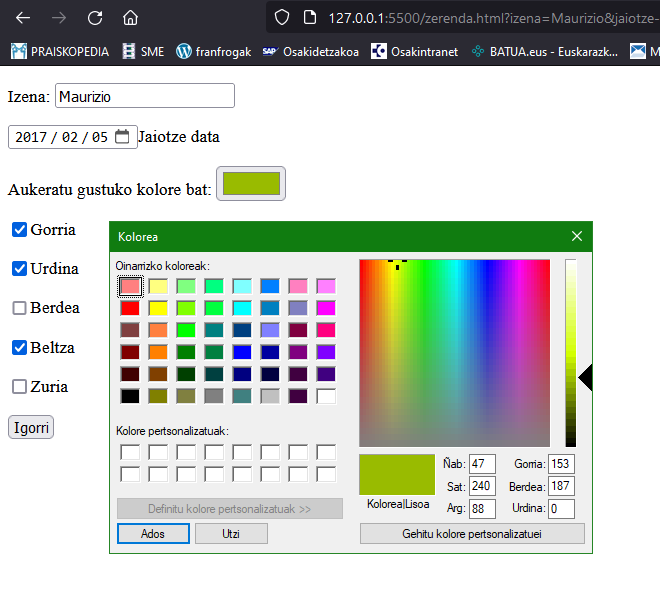 127.0.0.1:5500/zerenda.html?izena=Maurizio&jaiotze-
PRAISKOPEDIA SME franfrogak SAP Osakidetzakoa Osakintranet BATUA.eus - Euskarazk... M
Izena: Maurizio
2017 / 02 / 05 Jaiotze data
Aukeratu gustuko kolore bat:
Gorria
Urdina
Berdea
Beltza
Zuria
Igorri
Kolorea
Oinarrizko koloreak:
Kolore pertsonalizatuak:
Definitu kolore pertsonalizatuak >>
Ados Utzi
Kolorea|Lisoa
Ñab: 47 Gorria: 153
Sat: 240 Berdea: 187
Arg: 88 Urdina: 0
Gehitu kolore pertsonalizatuei